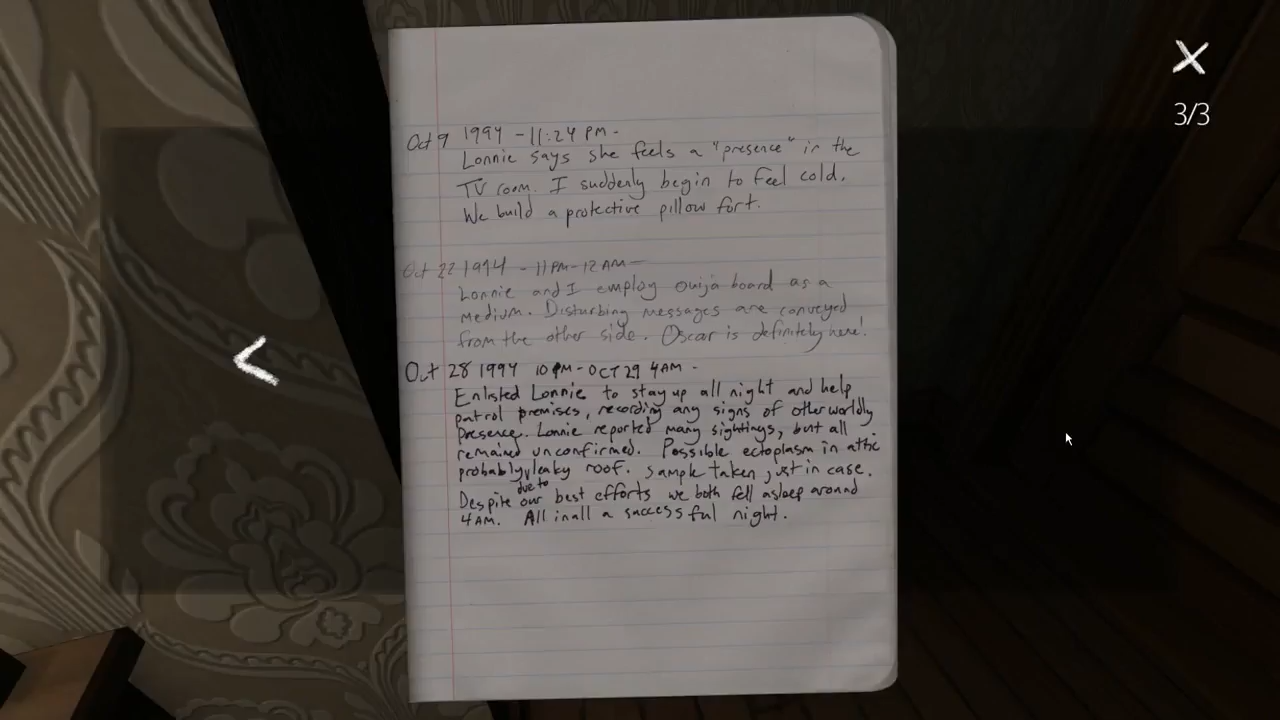 3/3
Oct 9 1994 - 11:24 PM -
Lonnie says she feels a "presence" in the
TV room. I suddenly begin to feel cold.
We build a protective pillow fort.
Oct 22 1994 - 11PM-12AM-
Lonnie and I employ ouija board as a
medium. Disturbing messages are conveyed
from the other side. Oscar is definitely here!
Oct 28 1994 10PM-OCT 29 4AM -
Enlisted Lonnie to stay up all night and help
patrol premises, recording any signs of otherworldly
presence. Lonnie reported many sightings, but all
remained unconfirmed. Possible ectoplasm in attic
probably due to leaky roof. Sample taken just in case.
Despite our best efforts we both fell asleep around
4AM. All in all a successful night.